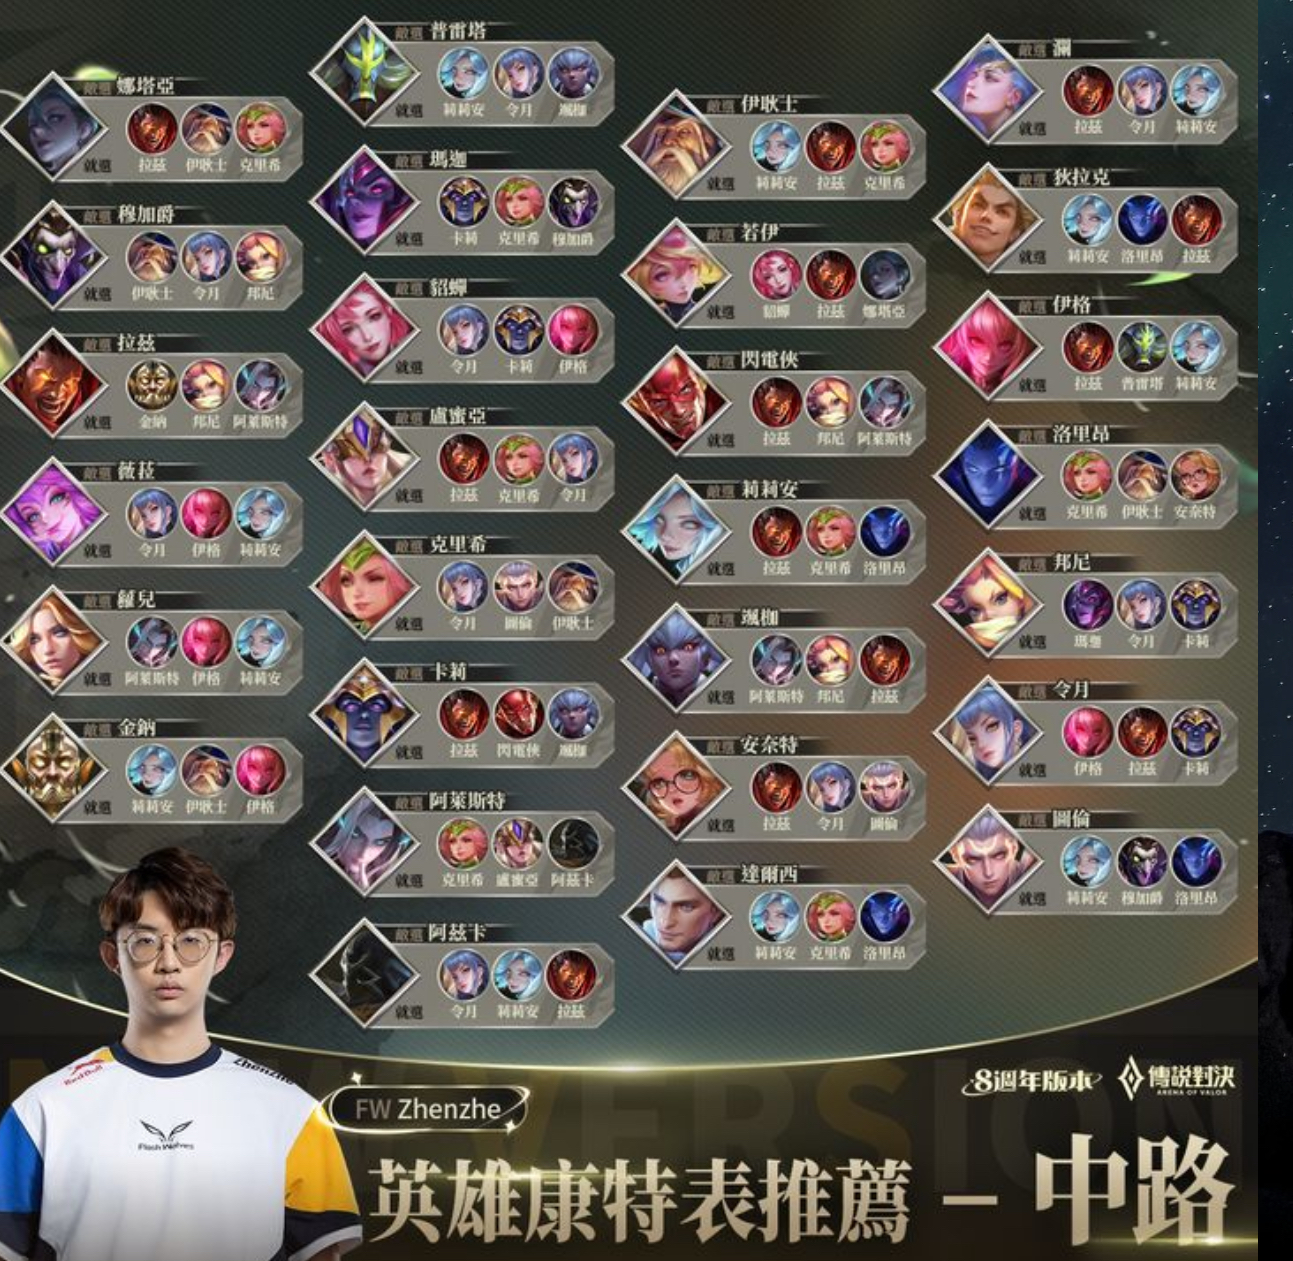 敵選 娜塔亞
就選 拉茲 伊耿士 克里希
敵選 穆加爵
就選 伊耿士 令月 邦尼
敵選 拉茲
就選 金納 邦尼 阿萊斯特
敵選 薇菈
就選 令月 伊格 莉莉安
敵選 蘿兒
就選 阿萊斯特 伊格 莉莉安
敵選 金鈉
就選 莉莉安 伊耿士 伊格
敵選 普雷塔
就選 莉莉安 令月 颯枷
敵選 瑪迦
就選 卡莉 克里希 穆加爵
敵選 貂蟬
就選 令月 卡莉 伊格
敵選 盧蜜亞
就選 拉茲 克里希 令月
敵選 克里希
就選 令月 圖倫 伊耿士
敵選 卡莉
就選 拉茲 閃電俠 颯枷
敵選 阿萊斯特
就選 克里希 盧蜜亞 阿茲卡
敵選 阿茲卡
就選 令月 莉莉安 拉茲
敵選 伊耿士
就選 莉莉安 拉茲 克里希
敵選 若伊
就選 貂蟬 拉茲 娜塔亞
敵選 閃電俠
就選 拉茲 邦尼 阿萊斯特
敵選 莉莉安
就選 拉茲 克里希 洛里昂
敵選 颯枷
就選 阿萊斯特 邦尼 拉茲
敵選 安奈特
就選 拉茲 令月 圖倫
敵選 達爾西
就選 莉莉安 克里希 洛里昂
敵選 瀾
就選 拉茲 令月 莉莉安
敵選 狄拉克
就選 莉莉安 洛里昂 拉茲
敵選 伊格
就選 拉茲 普雷塔 莉莉安
敵選 洛里昂
就選 克里希 伊耿士 安奈特
敵選 邦尼
就選 瑪迦 令月 卡莉
敵選 令月
就選 伊格 拉茲 卡莉
敵選 圖倫
就選 莉莉安 穆加爵 洛里昂
RedBull
Zhenzhe
Flash Wolves
FW Zhenzhe
8週年版本
傳說對決
ARENA OF VALOR
英雄康特表推薦 – 中路